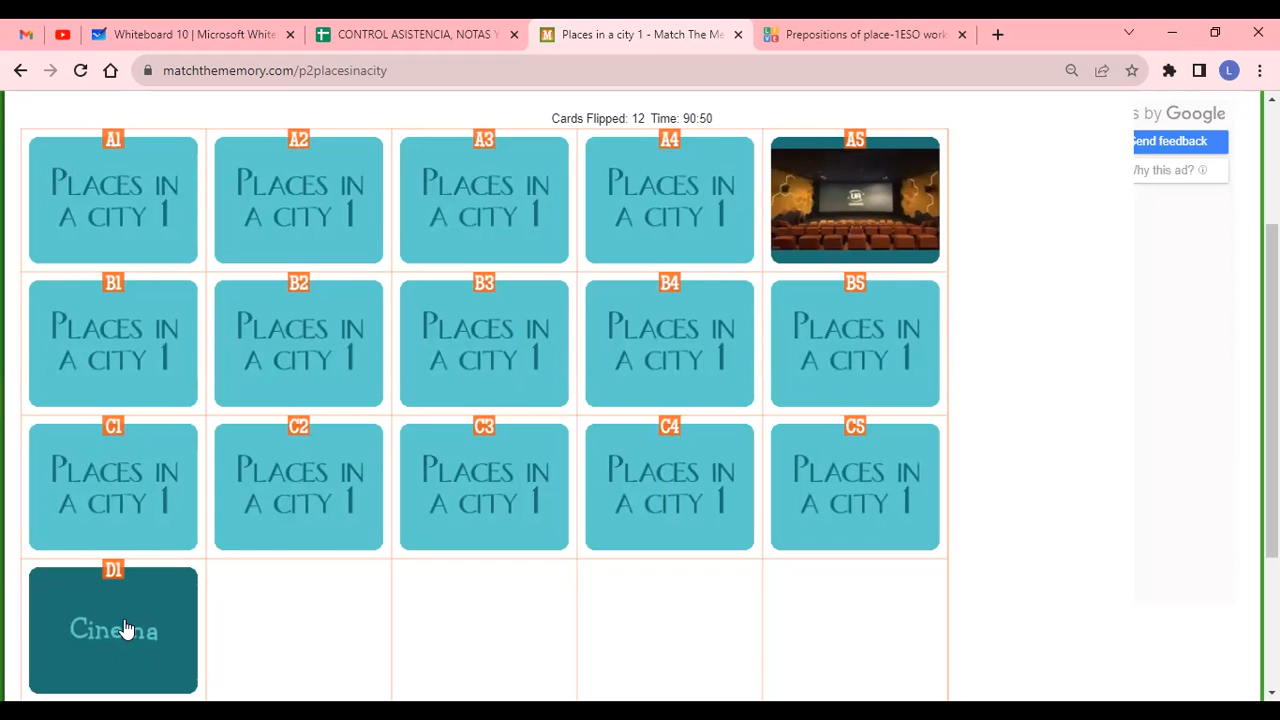 Whiteboard 10 | Microsoft White
CONTROL ASISTENCIA, NOTAS Y
Places in a city 1 - Match The Me
Prepositions of place-1ESO work
matchthememory.com/p2placesinacity
L
Cards Flipped: 12 Time: 90:50
s by Google
Send feedback
Why this ad?
A1
A2
A3
A4
A5
Places in
a city 1
Places in
a city 1
Places in
a city 1
Places in
a city 1
B1
B2
B3
B4
B5
Places in
a city 1
Places in
a city 1
Places in
a city 1
Places in
a city 1
Places in
a city 1
C1
C2
C3
C4
C5
Places in
a city 1
Places in
a city 1
Places in
a city 1
Places in
a city 1
Places in
a city 1
D1
Cinema